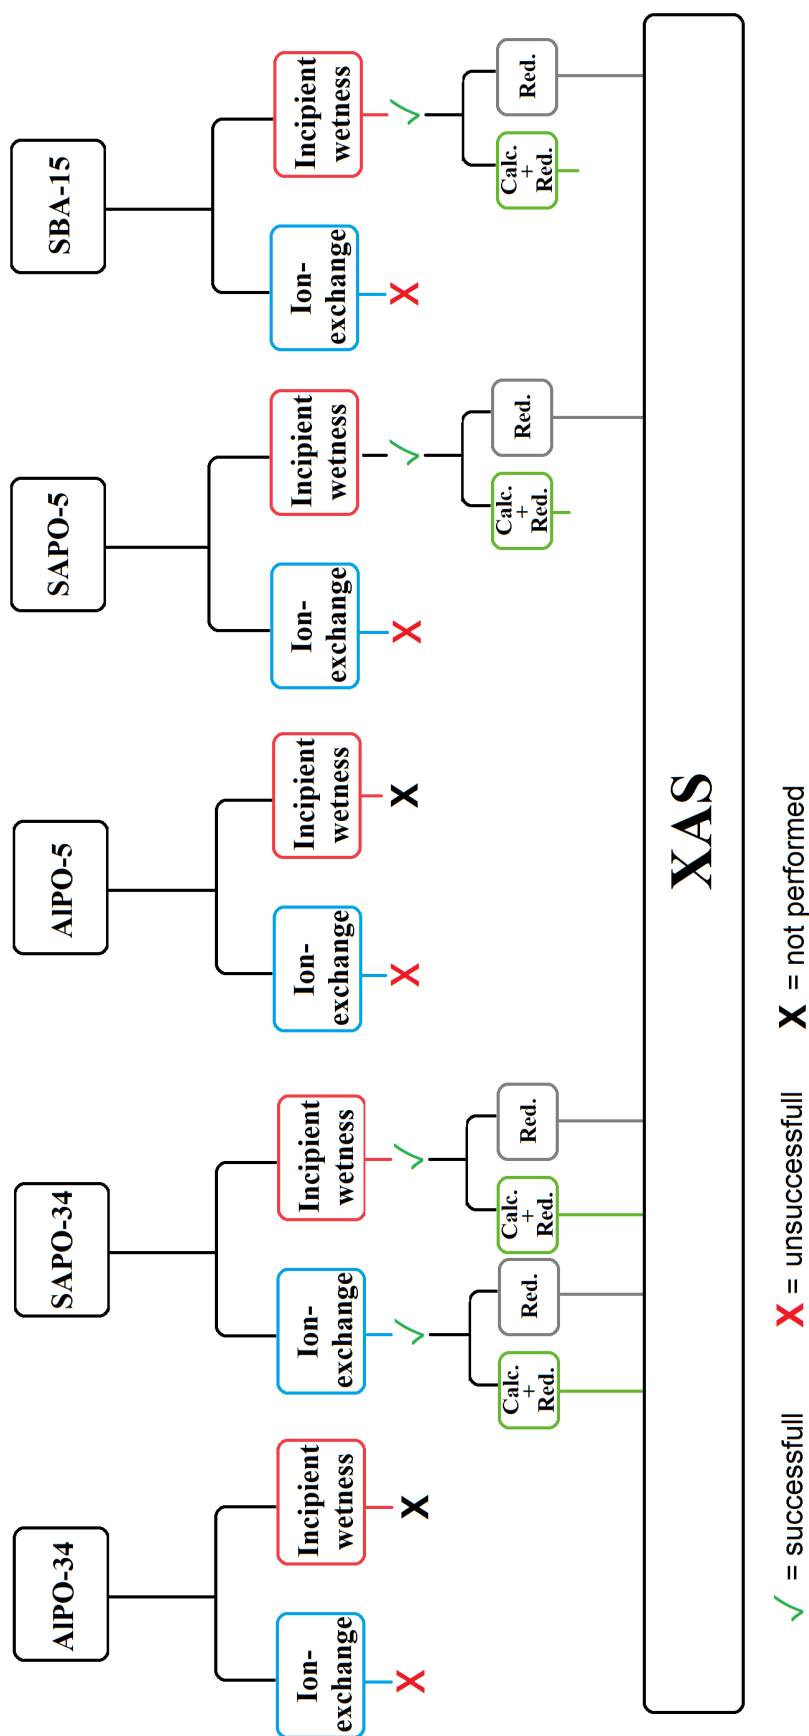 AlPO-34
SAPO-34
AlPO-5
SAPO-5
SBA-15
Ion-
exchange
Incipient
wetness
Ion-
exchange
Incipient
wetness
Ion-
exchange
Incipient
wetness
Ion-
exchange
Incipient
wetness
Ion-
exchange
Incipient
wetness
X
X
√
√
X
X
X
√
X
√
Calc.
+
Red.
Red.
Calc.
+
Red.
Red.
Calc.
+
Red.
Red.
Calc.
+
Red.
Red.
XAS
√ = successfull
X = unsuccessfull
X = not performed